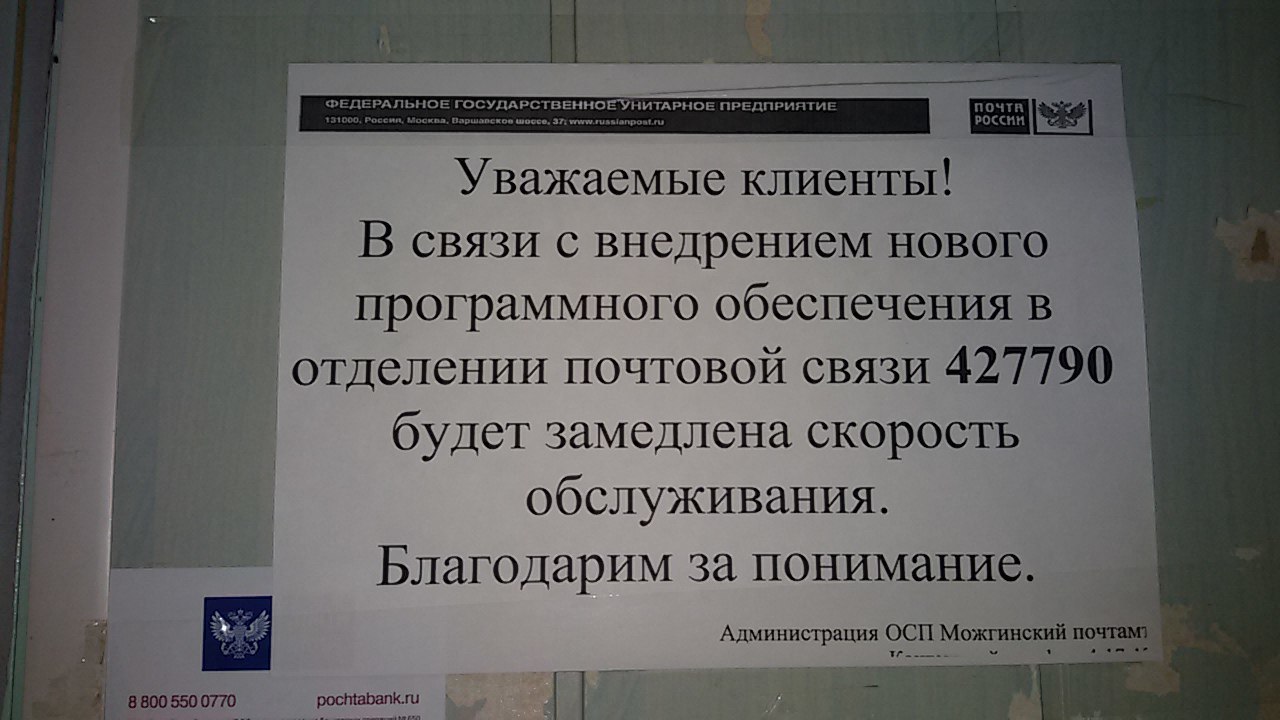 ФЕДЕРАЛЬНОЕ ГОСУДАРСТВЕННОЕ УНИТАРНОЕ ПРЕДПРИЯТИЕ
131000, Россия, Москва, Варшавское шоссе, 37; www.russianpost.ru
ПОЧТА
РОССИИ
Уважаемые клиенты!
В связи с внедрением нового
программного обеспечения в
отделении почтовой связи 427790
будет замедлена скорость
обслуживания.
Благодарим за понимание.
Администрация ОСП Можгинский почтамт
8 800 550 0770
pochtabank.ru